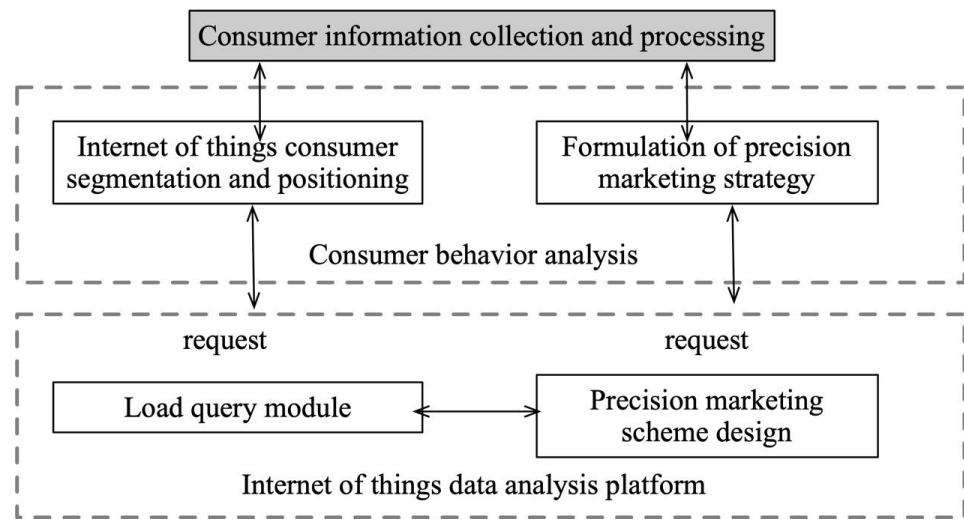 Consumer information collection and processing
Internet of things consumer
segmentation and positioning
Formulation of precision
marketing strategy
Consumer behavior analysis
request
request
Load query module
Precision marketing
scheme design
Internet of things data analysis platform